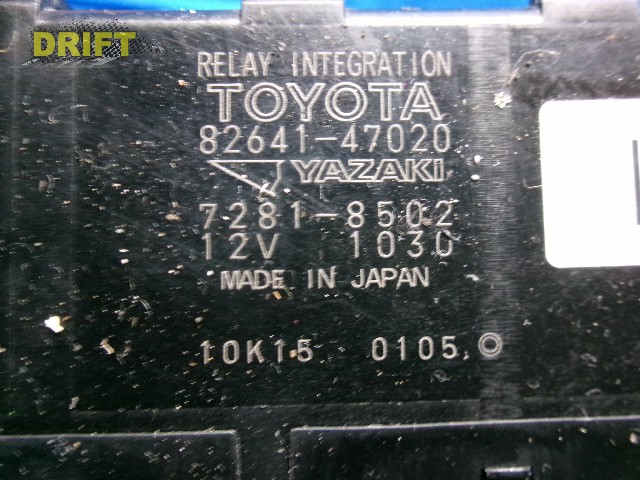 DRIFT
RELAY INTEGRATION
TOYOTA
82641-47020
YAZAKI
7281-8502
12V 1030
MADE IN JAPAN
10K15 0105